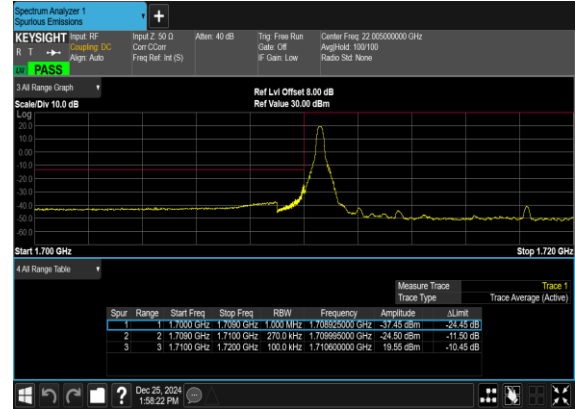 Spectrum Analyzer 1
Spurious Emissions
KEYSIGHT Input: RF Input Z: 50 Ω Atten: 40 dB Trig: Free Run Center Freq: 22.005000000 GHz
R T Coupling: DC Corr CCorr Gate: Off Avg|Hold: 100/100
Align: Auto Freq Ref: Int (S) IF Gain: Low Radio Std: None
PASS
3 All Range Graph
Ref Lvl Offset 8.00 dB
Scale/Div 10.0 dB Ref Value 30.00 dBm
Log
20.0
10.0
0.00
-10.0
-20.0
-30.0
-40.0
-50.0
-60.0
Start 1.700 GHz Stop 1.720 GHz
4 All Range Table
Measure Trace Trace 1
Trace Type Trace Average (Active)
Spur Range Start Freq Stop Freq RBW Frequency Amplitude ΔLimit
1 1 1.7000 GHz 1.7090 GHz 1.000 MHz 1.708925000 GHz -37.45 dBm -24.45 dB
2 2 1.7090 GHz 1.7100 GHz 270.0 kHz 1.709995000 GHz -24.50 dBm -11.50 dB
3 3 1.7100 GHz 1.7200 GHz 100.0 kHz 1.710600000 GHz 19.55 dBm -10.45 dB
Dec 25, 2024
1:58:22 PM